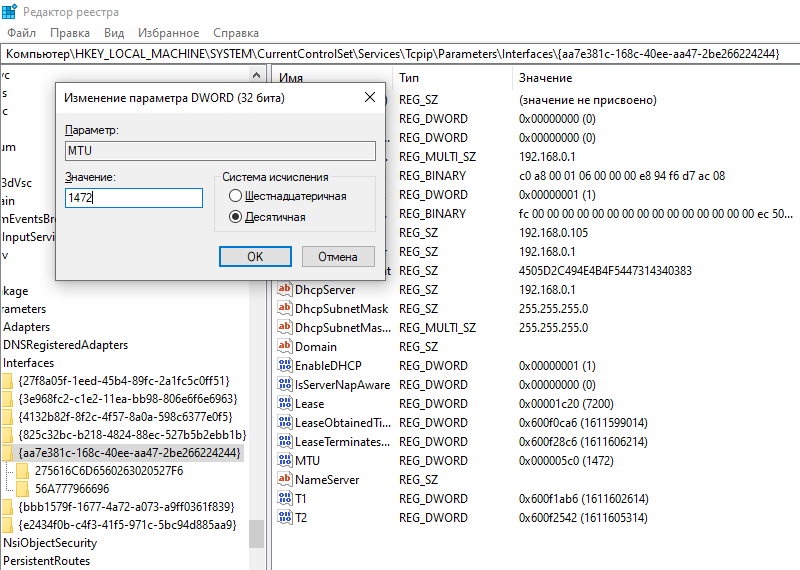 Редактор реестра
Файл Правка Вид Избранное Справка
Компьютер\HKEY_LOCAL_MACHINE\SYSTEM\CurrentControlSet\Services\Tcpip\Parameters\Interfaces\{aa7e381c-168c-40ee-aa47-2be266224244}
3dVsc
ain
mEventsBro
InputServi
v
kage
rameters
Adapters
DNSRegisteredAdapters
Interfaces
{27f8a05f-1eed-45b4-89fc-2a1fc5c0ff51}
{3e968fc2-c1e2-11ea-bb98-806e6f6e6963}
{4132b82f-8f2c-4f57-8a0a-598c6377e0f5}
{825c32bc-b218-4824-88ec-527b5b2ebb1b}
{aa7e381c-168c-40ee-aa47-2be266224244}
275616C6D6560263020527F6
56A777966696
{bbb1579f-1677-4a72-a073-a9ff0361f839}
{e2434f0b-c4f3-41f5-971c-5bc94d885aa9}
NsiObjectSecurity
PersistentRoutes
Изменение параметра DWORD (32 бита)
Параметр:
MTU
Значение:
1472
Система исчисления
Шестнадцатеричная
Десятичная
OK Отмена
Имя Тип Значение
REG_SZ (значение не присвоено)
REG_DWORD 0x00000000 (0)
REG_DWORD 0x00000000 (0)
REG_MULTI_SZ 192.168.0.1
REG_BINARY c0 a8 00 01 06 00 00 00 e8 94 f6 d7 ac 08
REG_DWORD 0x00000001 (1)
REG_BINARY fc 00 00 00 00 00 00 00 00 00 00 00 00 00 00 00 ec 50...
REG_SZ 192.168.0.105
REG_SZ 192.168.0.1
REG_SZ 4505D2C494E4B4F5447314340383
DhcpServer REG_SZ 192.168.0.1
DhcpSubnetMask REG_SZ 255.255.255.0
DhcpSubnetMas... REG_MULTI_SZ 255.255.255.0
Domain REG_SZ
EnableDHCP REG_DWORD 0x00000001 (1)
IsServerNapAware REG_DWORD 0x00000000 (0)
Lease REG_DWORD 0x00001c20 (7200)
LeaseObtainedTi... REG_DWORD 0x600f0ca6 (1611599014)
LeaseTerminates... REG_DWORD 0x600f28c6 (1611606214)
MTU REG_DWORD 0x000005c0 (1472)
NameServer REG_SZ
T1 REG_DWORD 0x600f1ab6 (1611602614)
T2 REG_DWORD 0x600f2542 (1611605314)